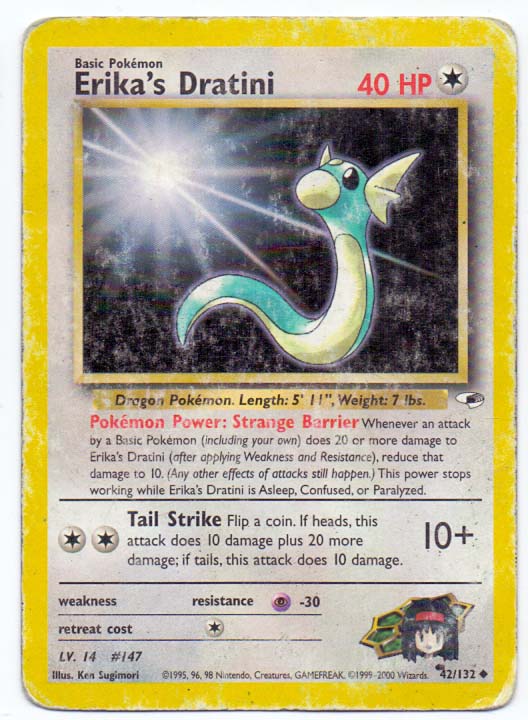 Basic Pokémon
Erika's Dratini 40 HP
Dragon Pokémon. Length: 5' 11", Weight: 7 lbs.
Pokémon Power: Strange Barrier Whenever an attack
by a Basic Pokémon (including your own) does 20 or more damage to
Erika's Dratini (after applying Weakness and Resistance), reduce that
damage to 10. (Any other effects of attacks still happen.) This power stops
working while Erika's Dratini is Asleep, Confused, or Paralyzed.
Tail Strike Flip a coin. If heads, this
attack does 10 damage plus 20 more
damage; if tails, this attack does 10 damage.
10+
weakness resistance -30
retreat cost
LV. 14 #147
Illus. Ken Sugimori ©1995, 96, 98 Nintendo, Creatures, GAMEFREAK. ©1999-2000 Wizards. 42/132